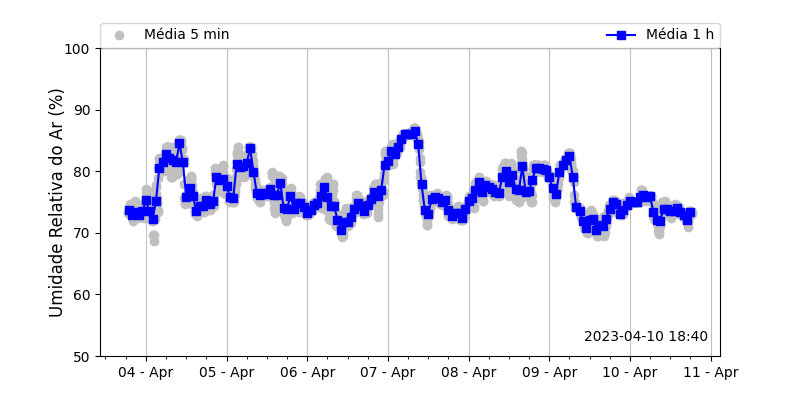 Média 5 min
Média 1 h
Umidade Relativa do Ar (%)
100
90
80
70
60
50
2023-04-10 18:40
04 - Apr
05 - Apr
06 - Apr
07 - Apr
08 - Apr
09 - Apr
10 - Apr
11 - Apr